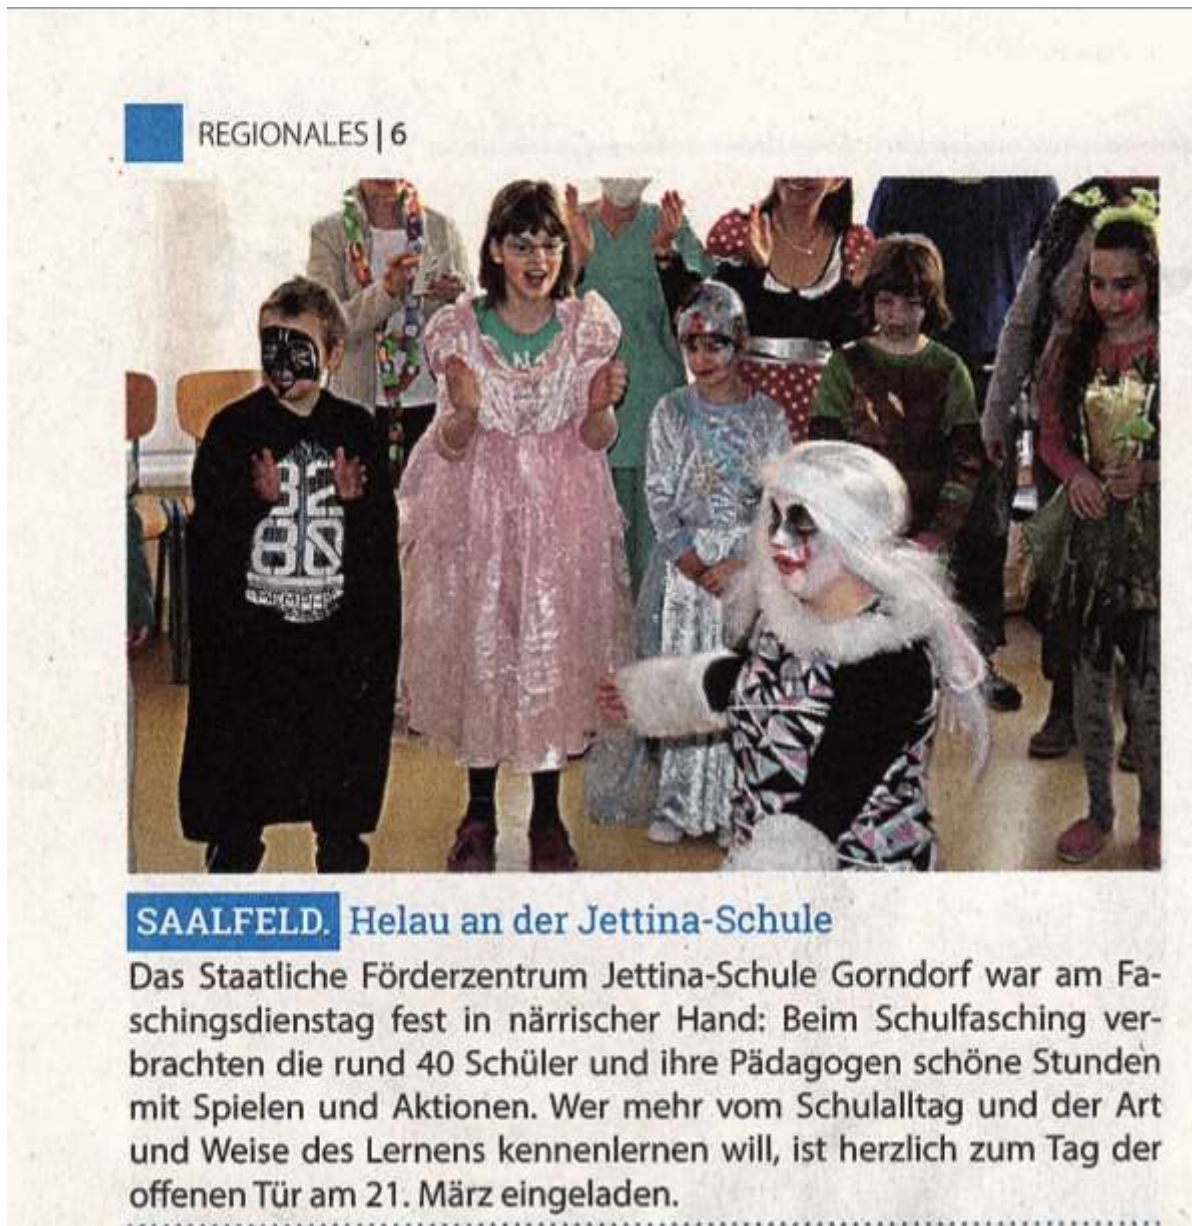 REGIONALES | 6
32
80
SAALFELD. Helau an der Jettina-Schule
Das Staatliche Förderzentrum Jettina-Schule Gorndorf war am Fa-
schingsdienstag fest in närrischer Hand: Beim Schulfasching ver-
brachten die rund 40 Schüler und ihre Pädagogen schöne Stunden
mit Spielen und Aktionen. Wer mehr vom Schulalltag und der Art
und Weise des Lernens kennenlernen will, ist herzlich zum Tag der
offenen Tür am 21. März eingeladen.